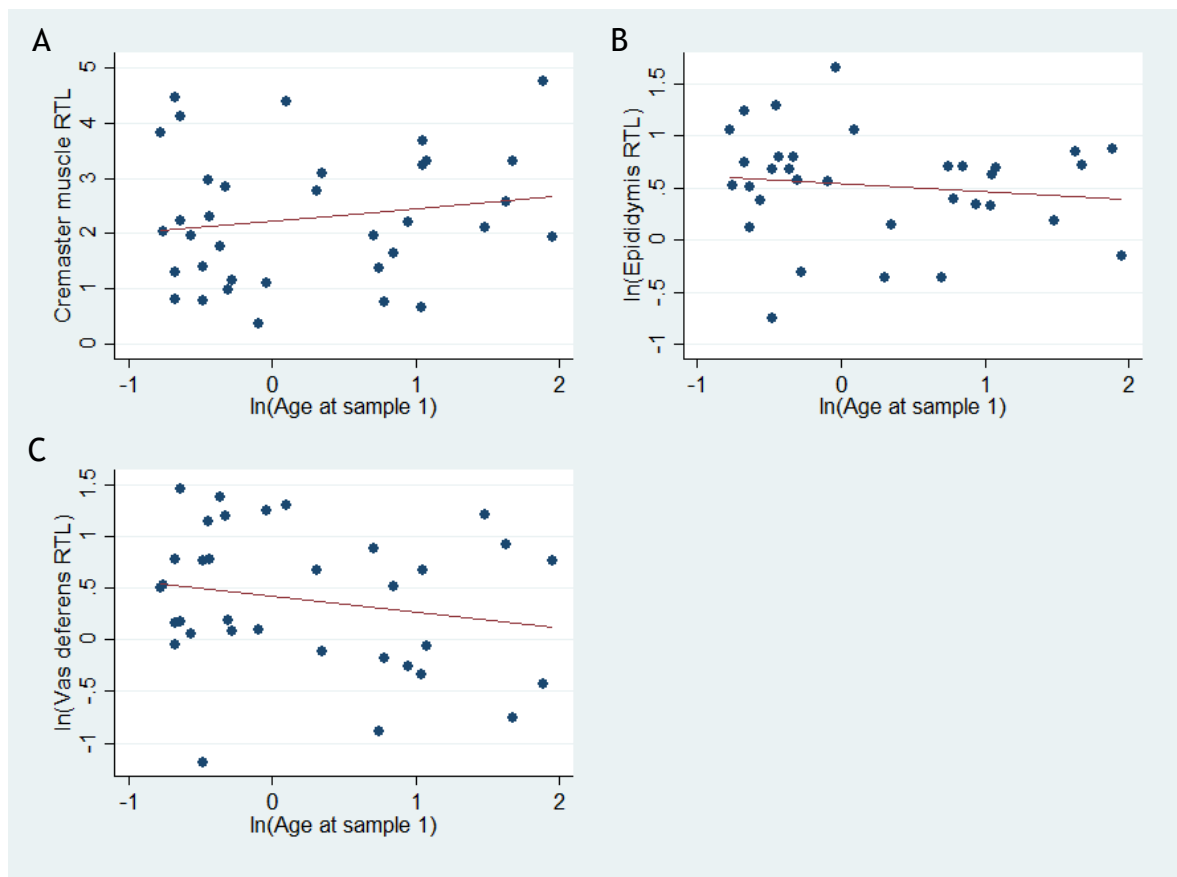 A
Cremaster muscle RTL
5
4
3
2
1
0
-1 0 1 2
ln(Age at sample 1)
B
ln(Epididymis RTL)
1.5
1
.5
0
-.5
-1
-1 0 1 2
ln(Age at sample 1)
C
ln(Vas deferens RTL)
1.5
1
.5
0
-.5
-1
-1 0 1 2
ln(Age at sample 1)